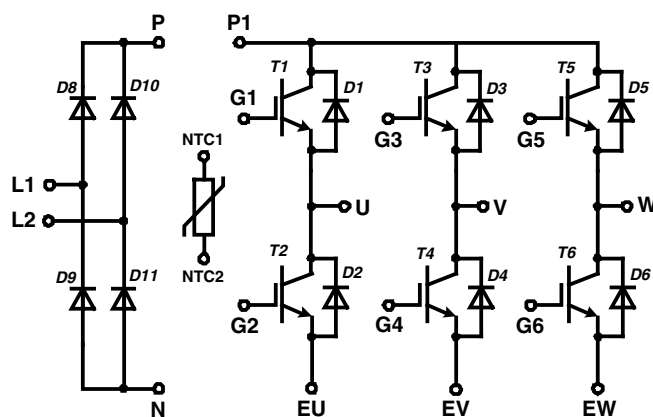 P P1
T1 T3 T5
D8 D10 D1 D3 D5
G1 G3 G5
NTC1
L1
L2 U V W
T2 T4 T6
D9 D11 NTC2 D2 D4 D6
G2 G4 G6
N EU EV EW